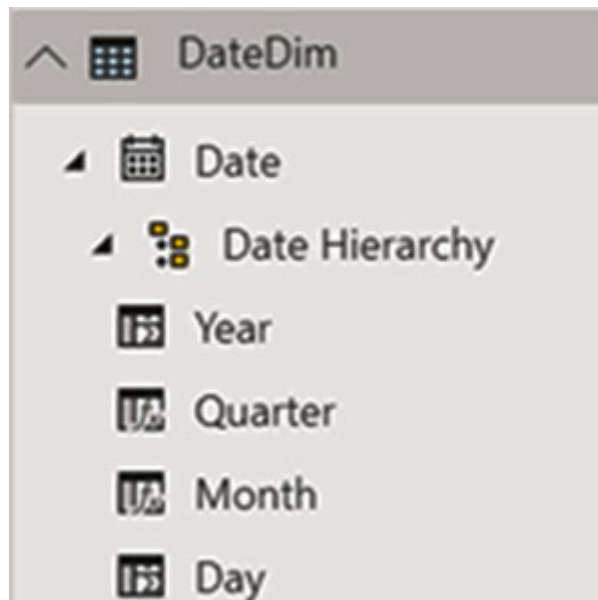 DateDim
Date
Date Hierarchy
Year
Quarter
Month
Day